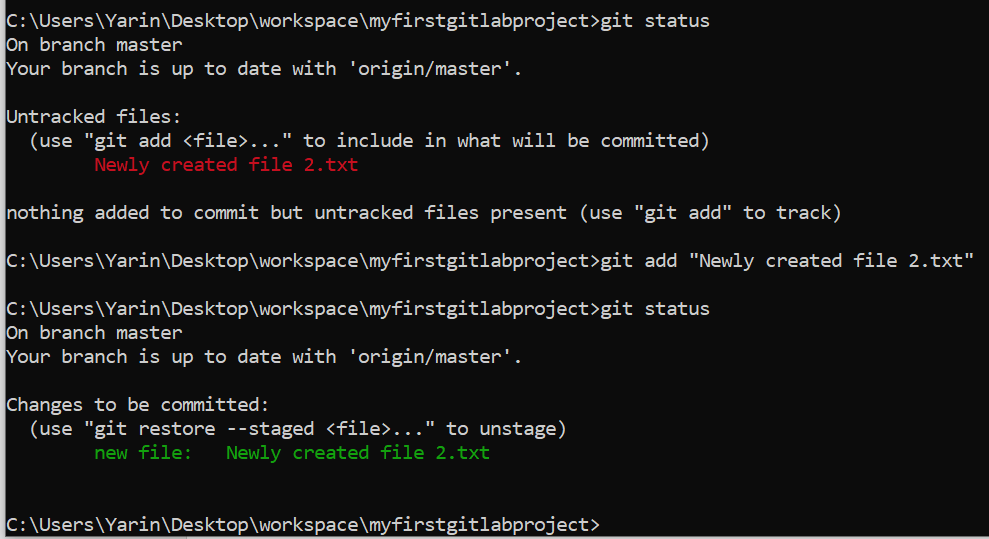 C:\Users\Yarin\Desktop\workspace\myfirstgitlabproject>git status
On branch master
Your branch is up to date with 'origin/master'.
Untracked files:
  (use "git add <file>..." to include in what will be committed)
        Newly created file 2.txt
nothing added to commit but untracked files present (use "git add" to track)
C:\Users\Yarin\Desktop\workspace\myfirstgitlabproject>git add "Newly created file 2.txt"
C:\Users\Yarin\Desktop\workspace\myfirstgitlabproject>git status
On branch master
Your branch is up to date with 'origin/master'.
Changes to be committed:
  (use "git restore --staged <file>..." to unstage)
        new file:   Newly created file 2.txt
C:\Users\Yarin\Desktop\workspace\myfirstgitlabproject>